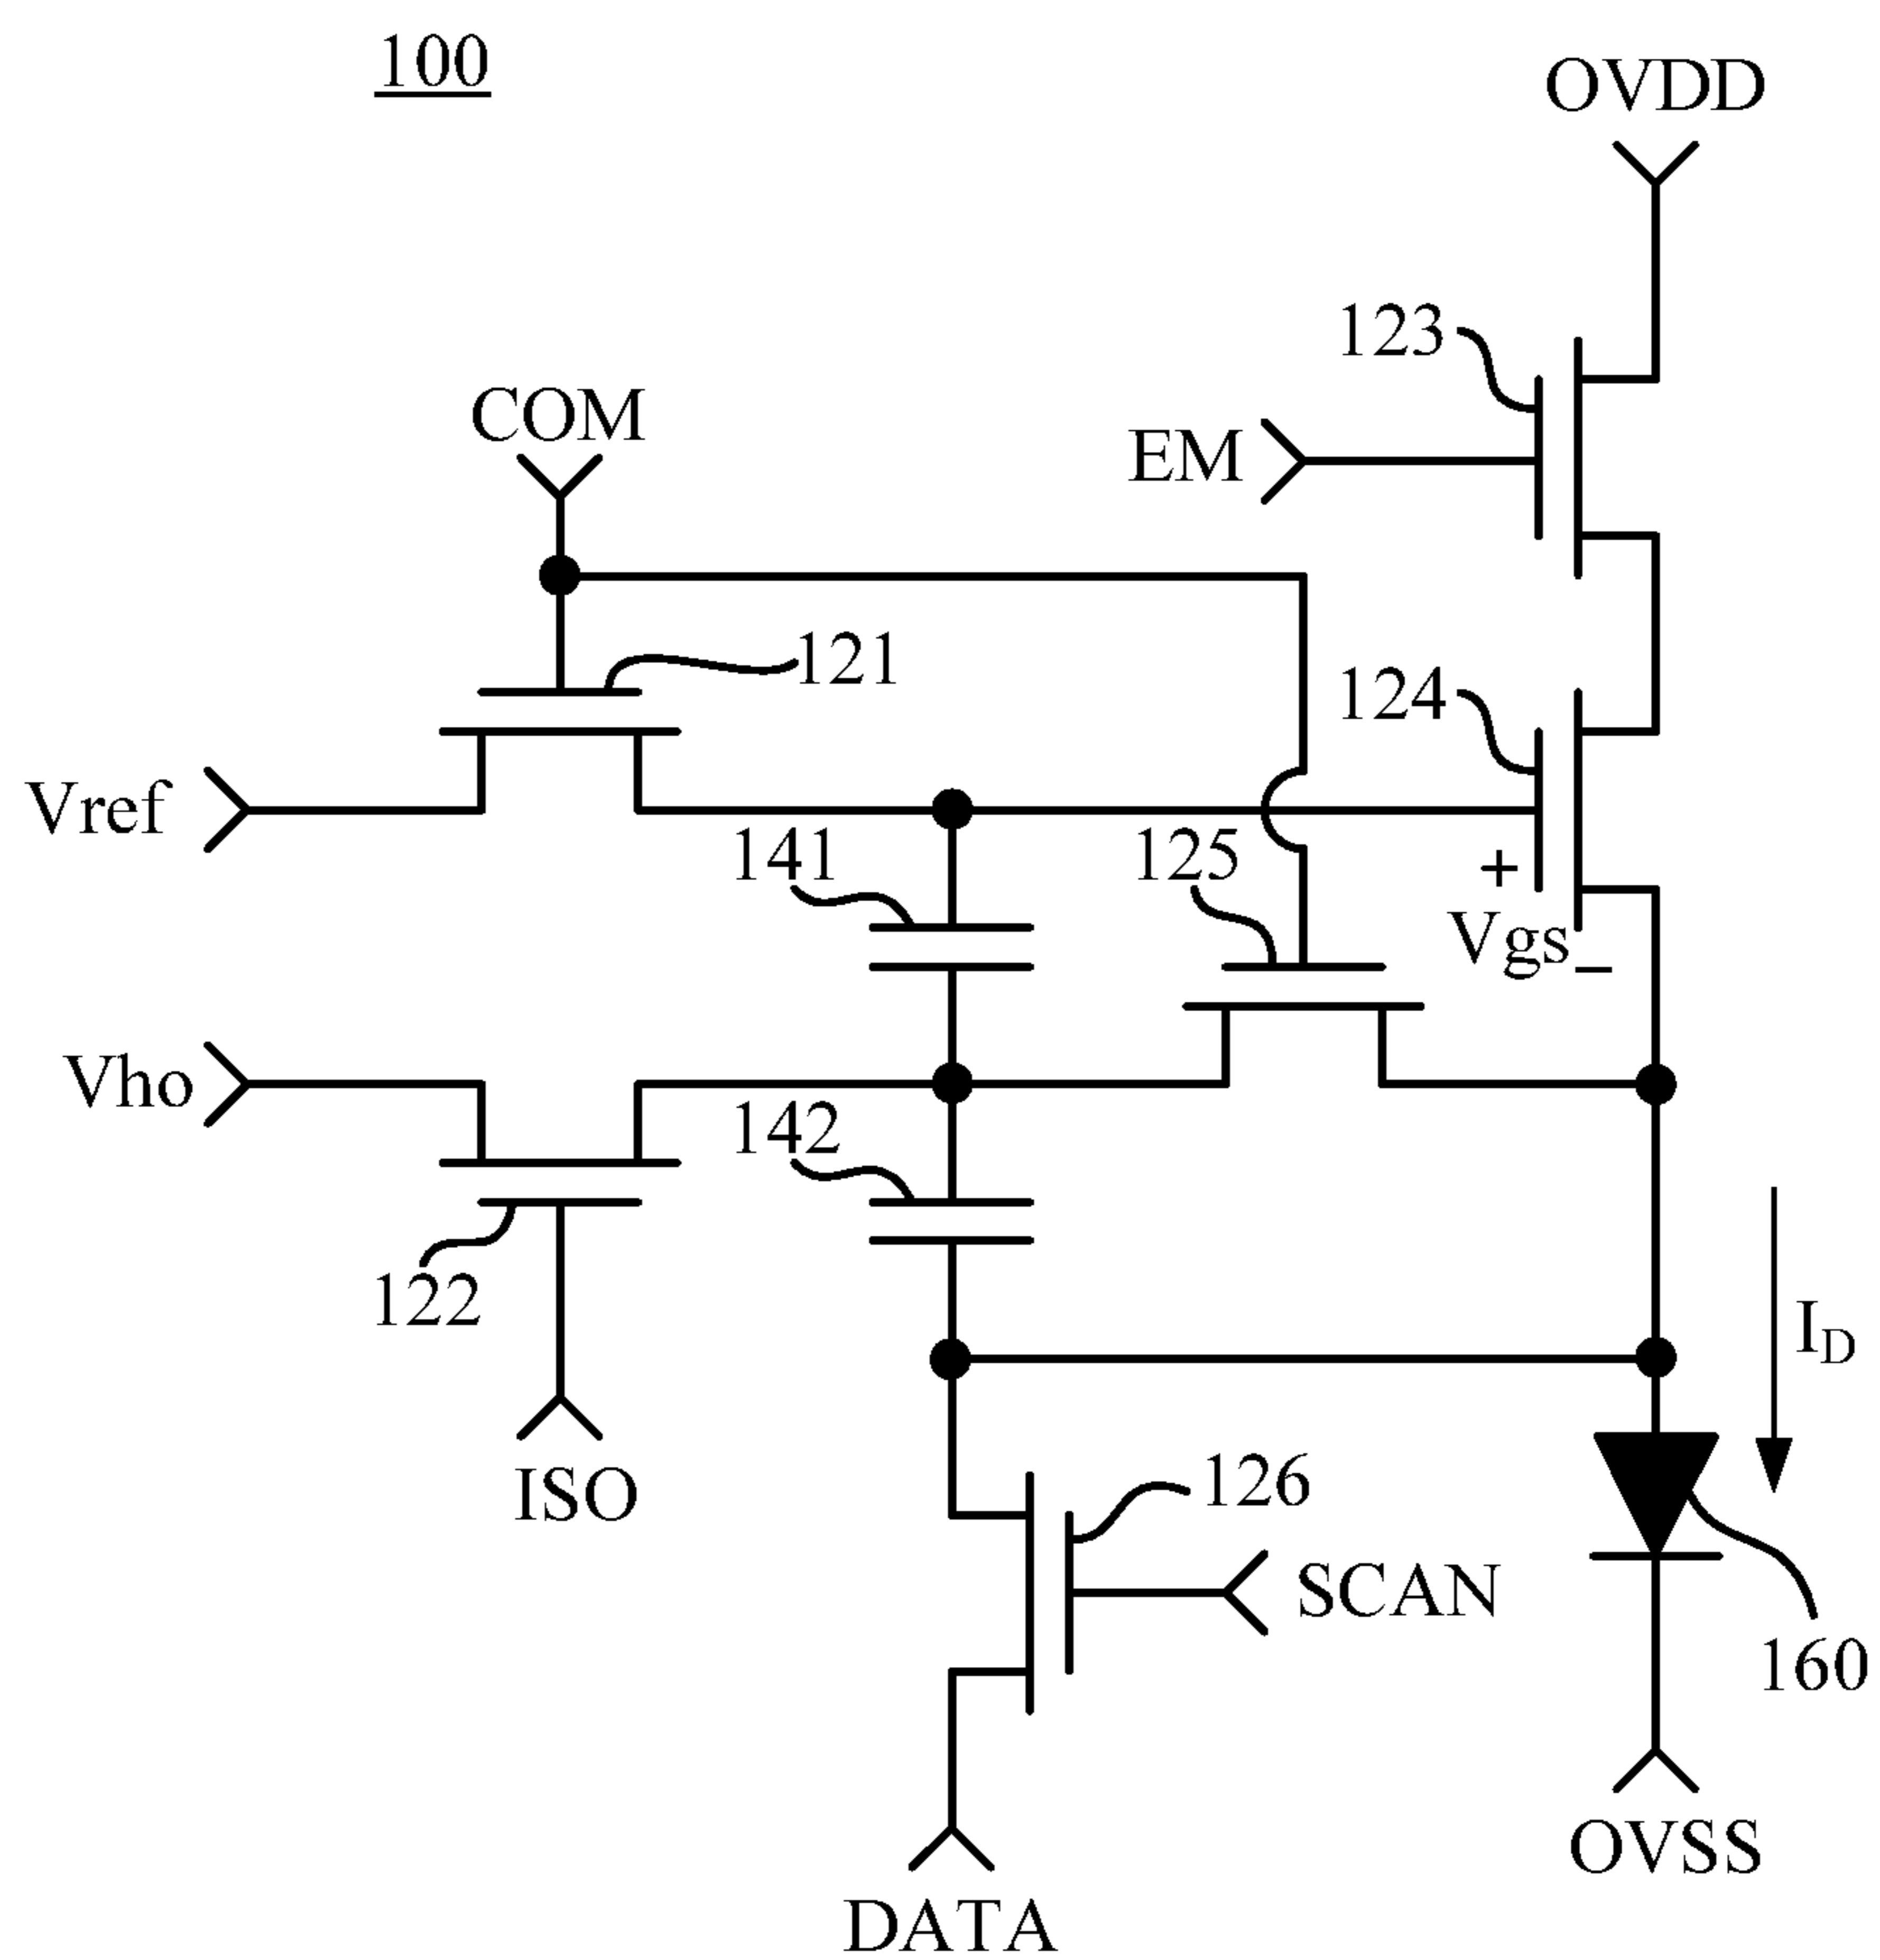 100
OVDD
123
COM
EM
121
124
Vref
141
125
+
Vgs
−
Vho
142
122
I_D
ISO
126
SCAN
160
OVSS
DATA